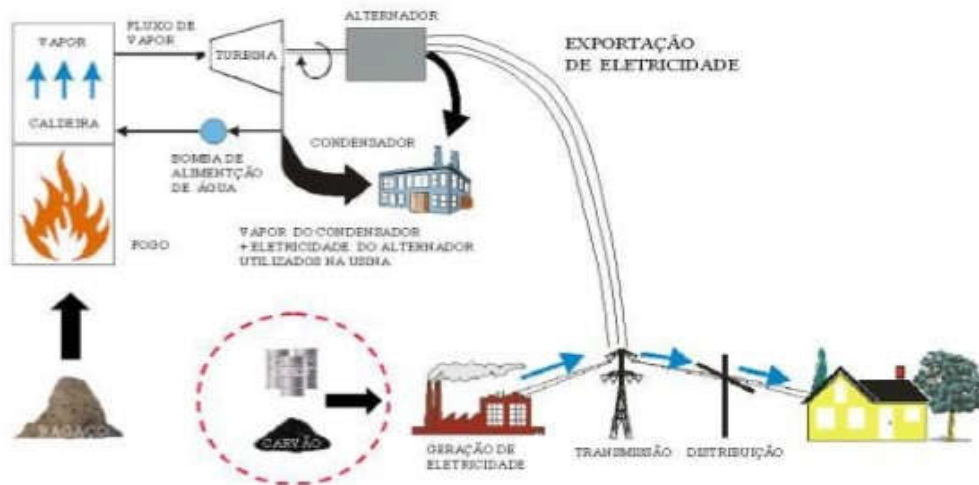 ALTERNADOR
FLUXO DE
VAPOR
VAPOR
TURBINA
EXPORTAÇÃO
DE ELETRICIDADE
CALDEIRA
CONDENSADOR
BOMBA DE
ALIMENTÇÃO
DE ÁGUA
VAPOR DO CONDENSADOR
+ ELETRICIDADE DO ALTERNADOR
UTILIZADOS NA USINA
FOGO
BAGAÇO
CARVÃO
GERAÇÃO DE
ELETRICIDADE
TRANSMISSÃO
DISTRIBUIÇÃO